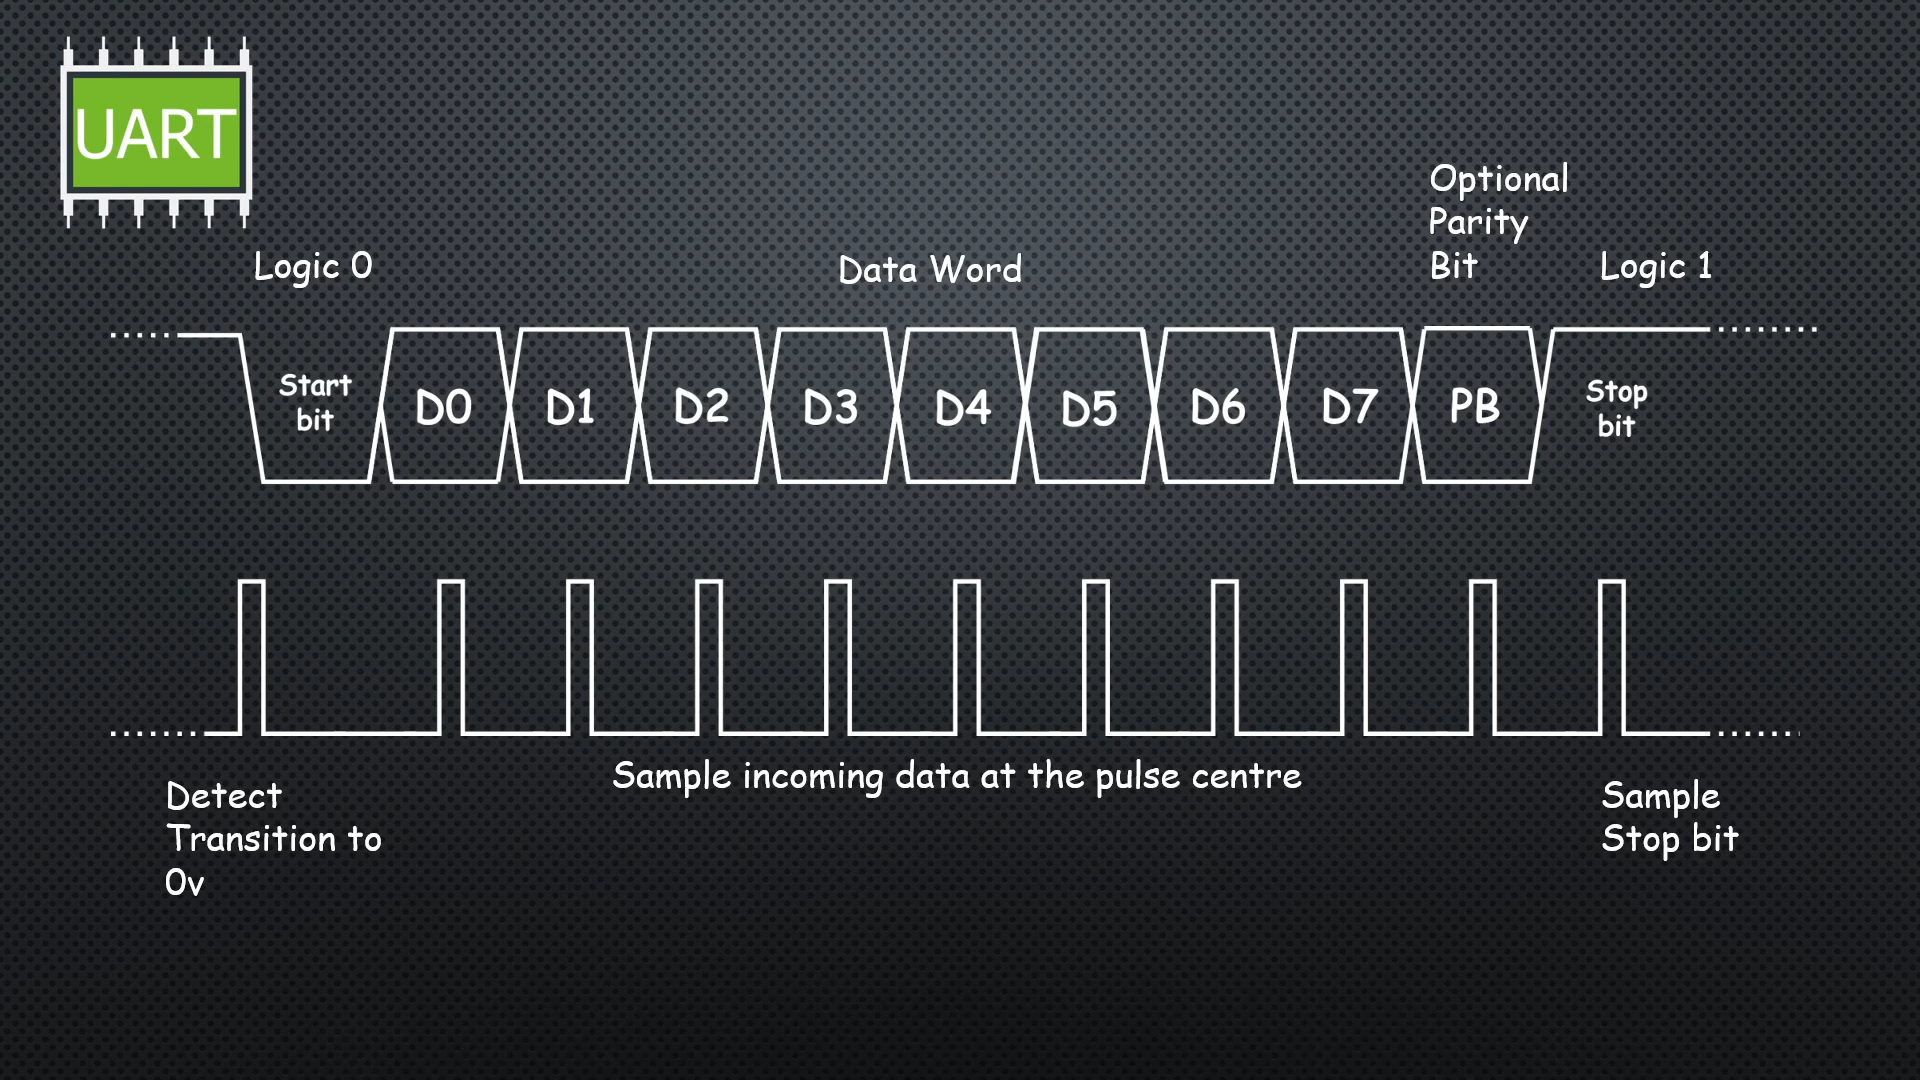 UART
Optional
Parity
Bit
Logic 0
Data Word
Logic 1
Start
bit
D0
D1
D2
D3
D4
D5
D6
D7
PB
Stop
bit
Sample incoming data at the pulse centre
Detect
Transition to
0v
Sample
Stop bit